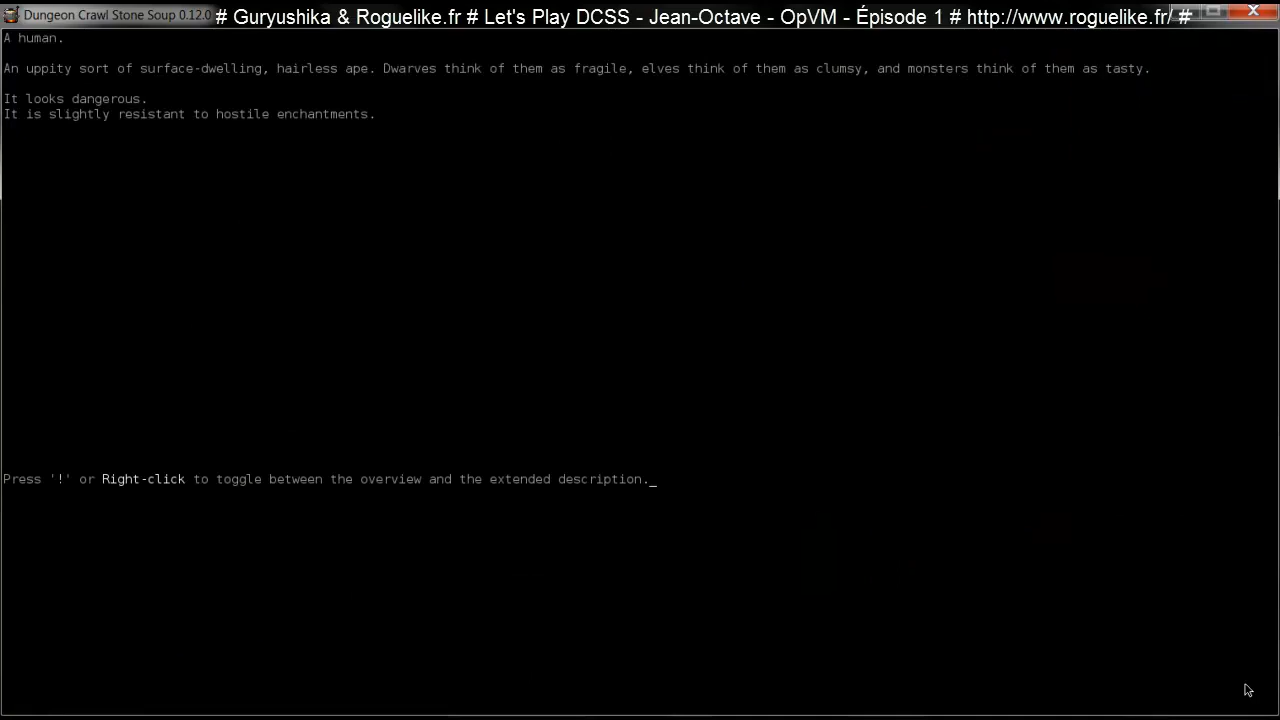 Dungeon Crawl Stone Soup 0.12.0
# Guryushika & Roguelike.fr # Let's Play DCSS - Jean-Octave - OpVM - Épisode 1 # http://www.roguelike.fr/ #
A human.
An uppity sort of surface-dwelling, hairless ape. Dwarves think of them as fragile, elves think of them as clumsy, and monsters think of them as tasty.
It looks dangerous.
It is slightly resistant to hostile enchantments.
Press '!' or Right-click to toggle between the overview and the extended description._